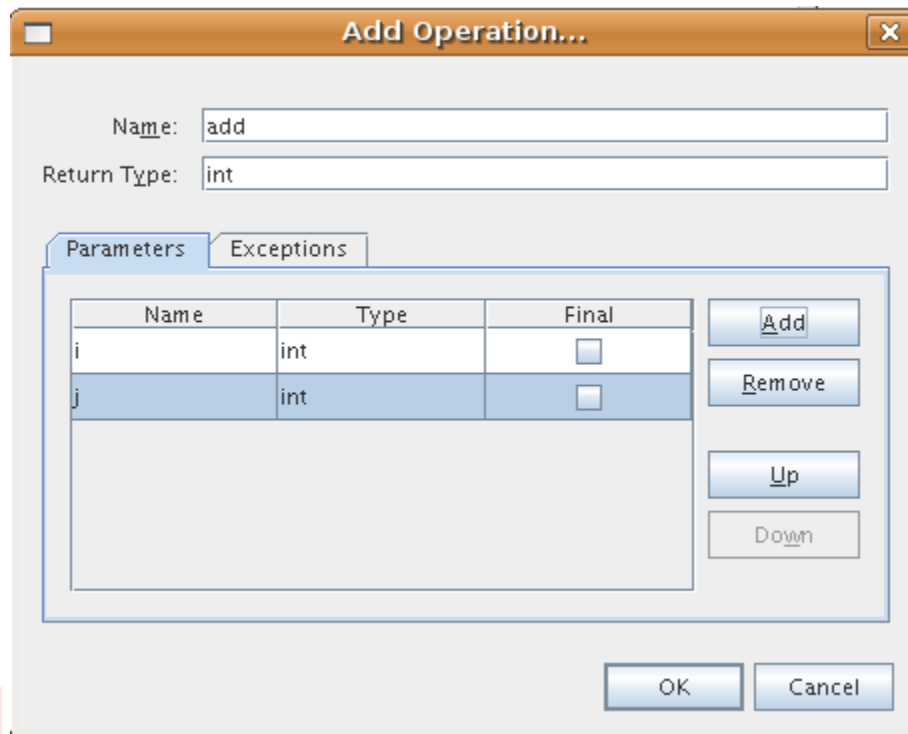 Add Operation...
Name: add
Return Type: int
Parameters Exceptions
Name Type Final
i int
j int
Add
Remove
Up
Down
OK Cancel